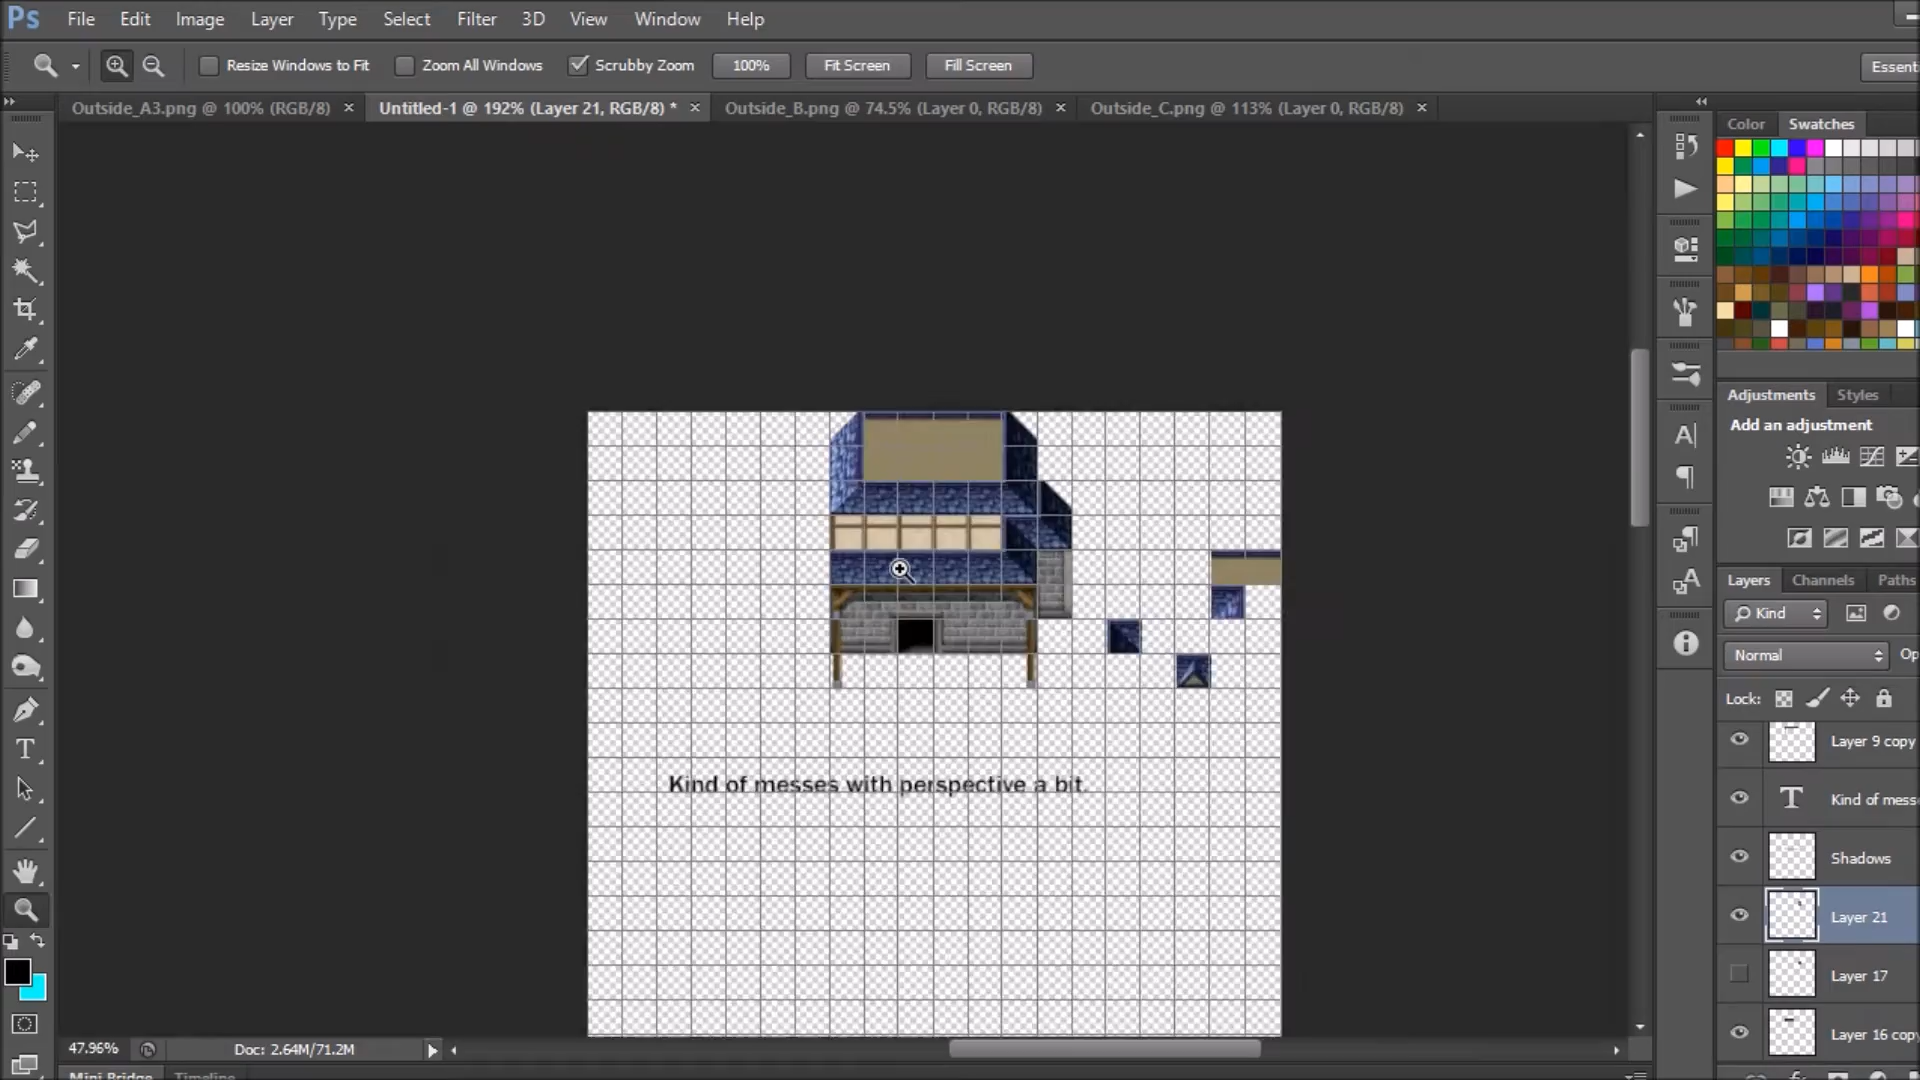 Ps File Edit Image Layer Type Select Filter 3D View Window Help
Resize Windows to Fit Zoom All Windows Scrubby Zoom 100% Fit Screen Fill Screen Essenti
Outside_A3.png @ 100% (RGB/8) × Untitled-1 @ 192% (Layer 21, RGB/8) * × Outside_B.png @ 74.5% (Layer 0, RGB/8) × Outside_C.png @ 113% (Layer 0, RGB/8) ×
Color Swatches
Adjustments Styles
Add an adjustment
Layers Channels Paths
Kind
Normal Op
Lock:
Layer 9 copy
Kind of mess
Shadows
Layer 21
Layer 17
Layer 16 copy
Kind of messes with perspective a bit.
47.96% Doc: 2.64M/71.2M
Mini Bridge Timeline